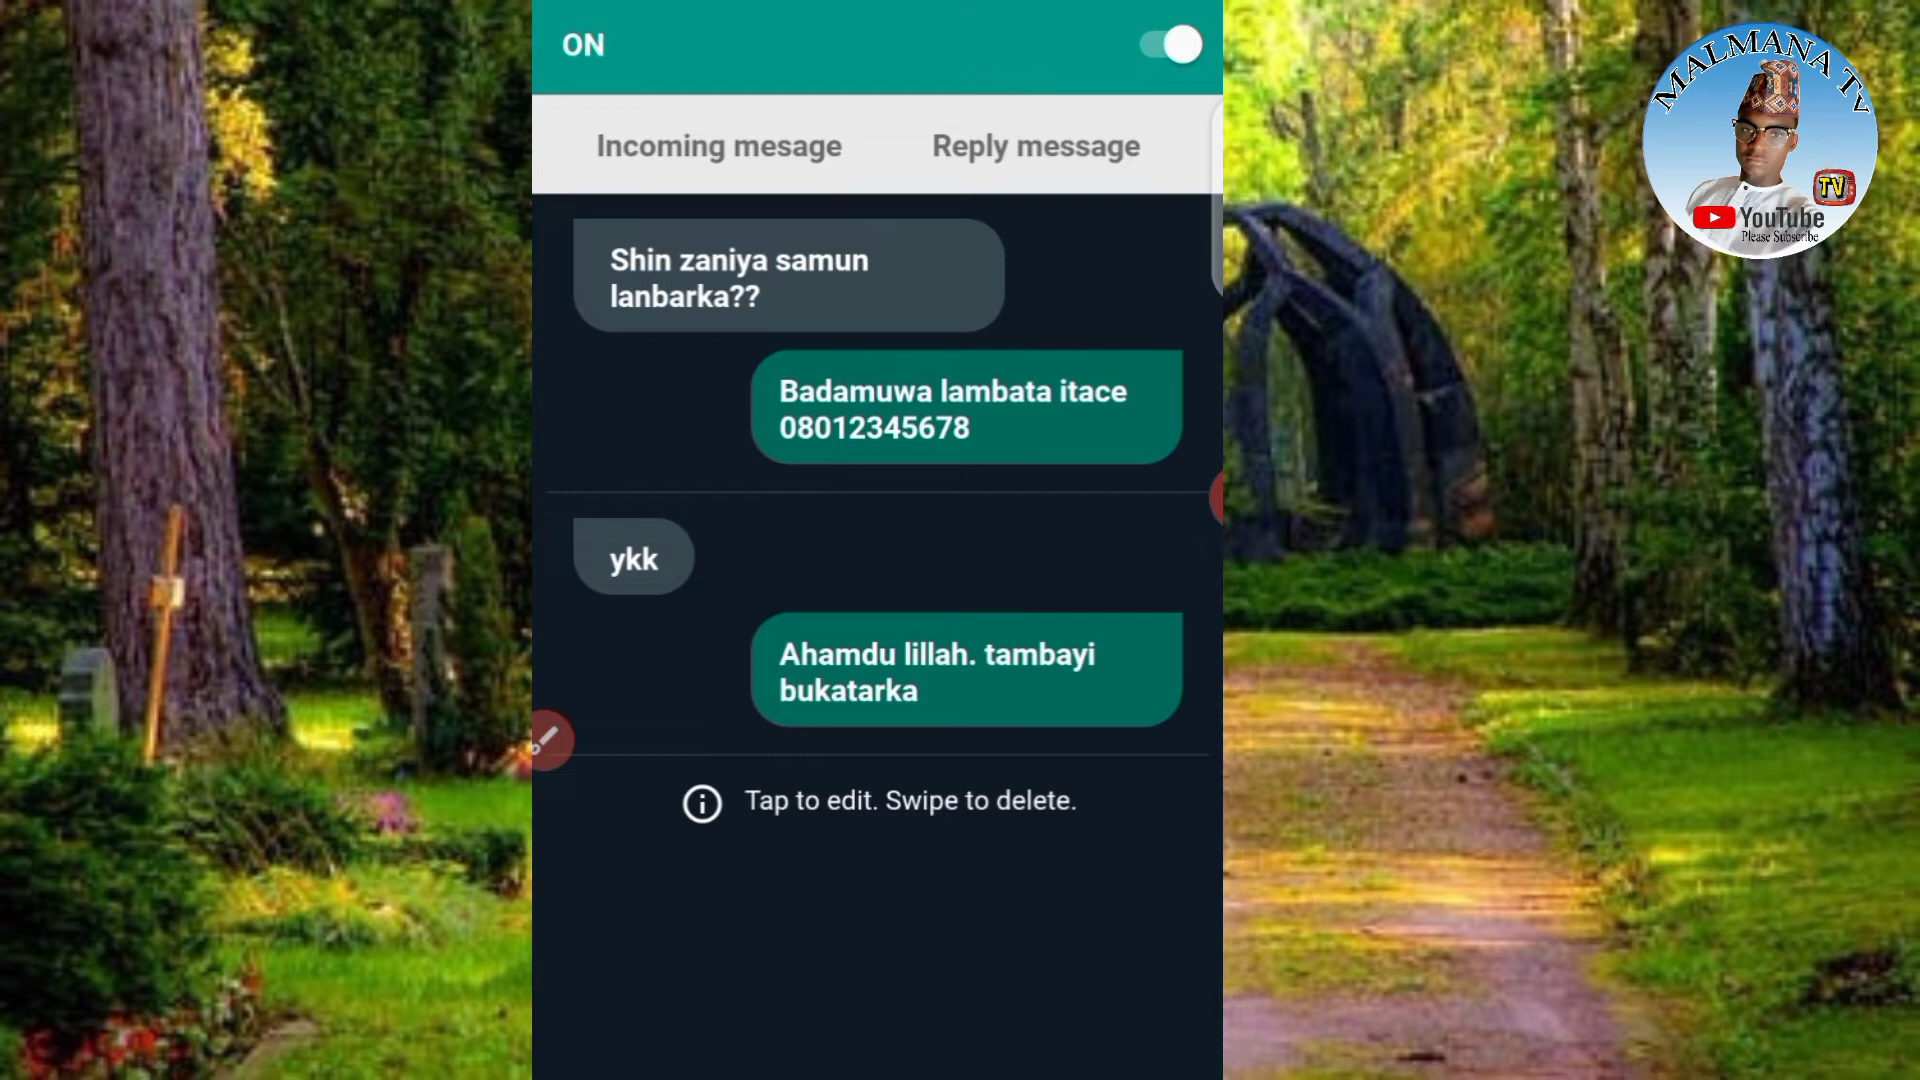 ON
Incoming mesage
Reply message
Shin zaniya samun
lanbarka??
Badamuwa lambata itace
08012345678
ykk
Ahamdu lillah. tambayi
bukatarka
Tap to edit. Swipe to delete.
MALMANA Tv
TV
YouTube
Please Subscribe